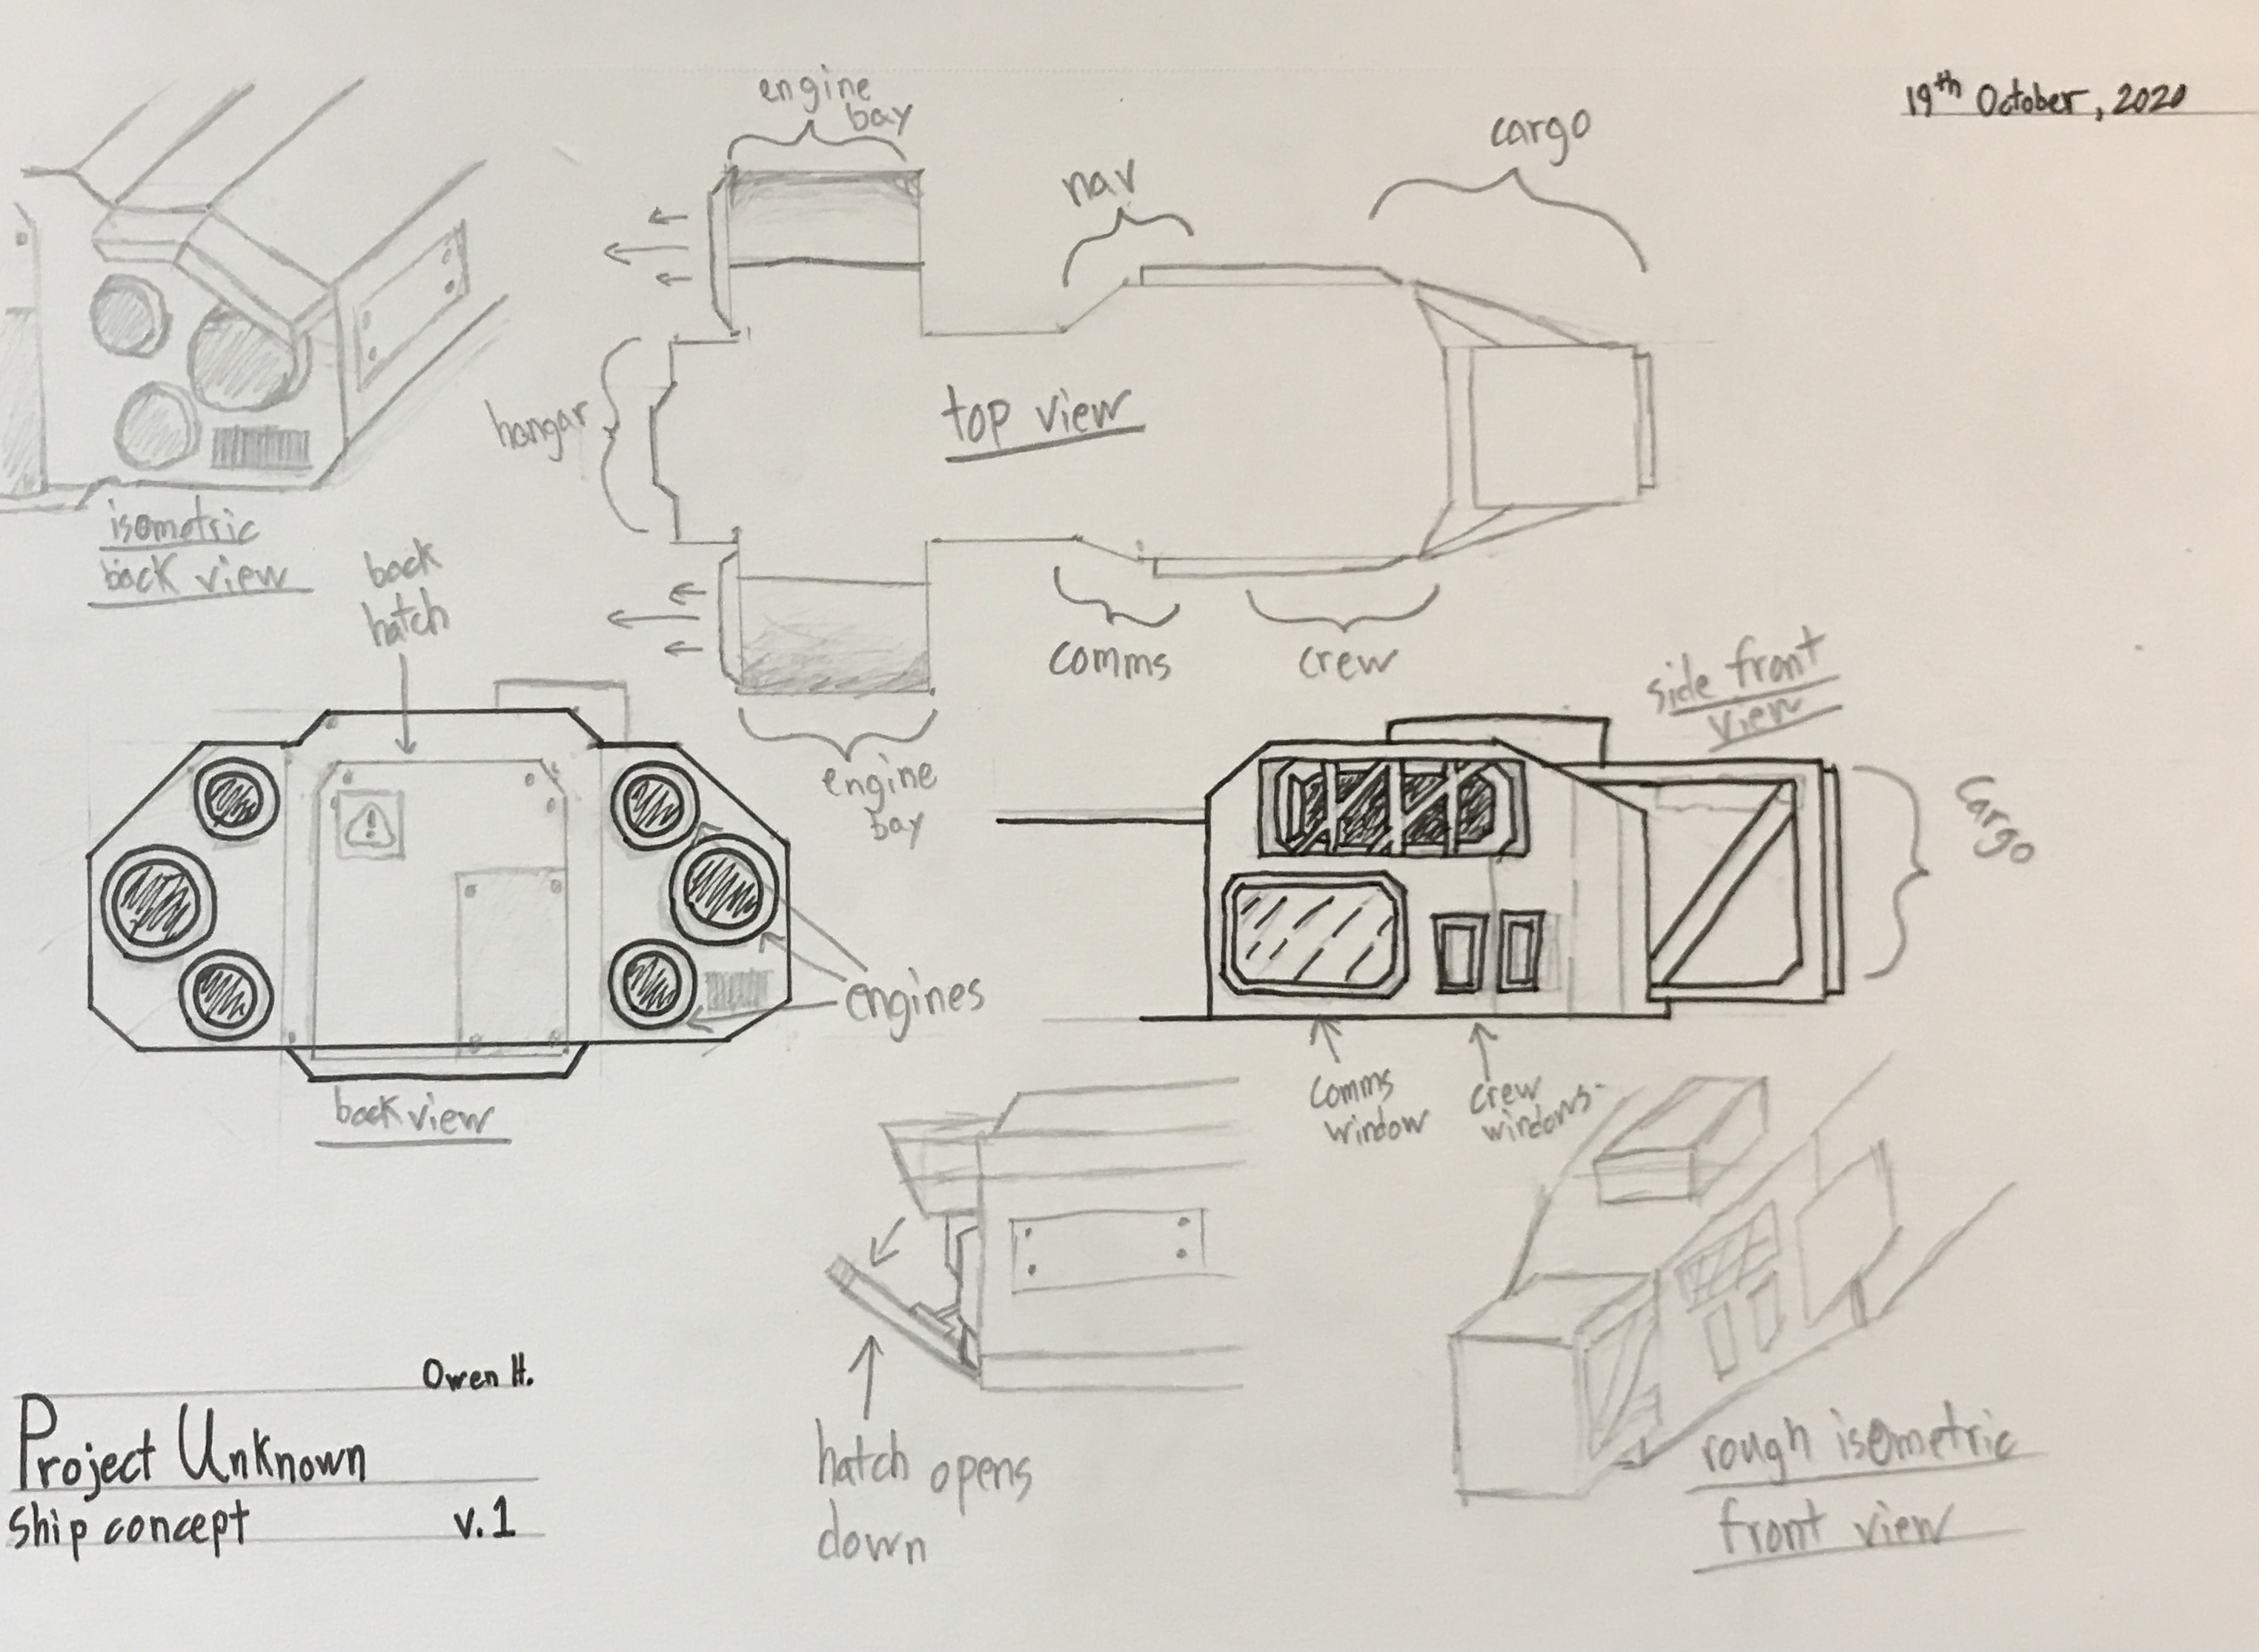 19th October, 2020
engine
bay
nav
cargo
hangar
top view
isometric
back view
back
hatch
comms
crew
side front
view
engine
bay
cargo
engines
back view
comms
window
crew
windows
hatch opens
down
rough isometric
front view
Owen H.
Project Unknown
ship concept v.1